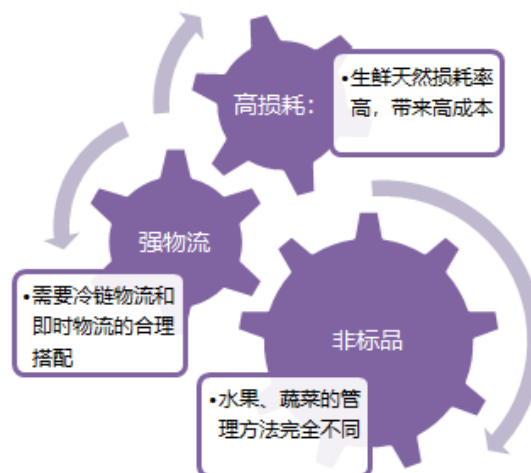 高损耗：
•生鲜天然损耗率
高，带来高成本
强物流
•需要冷链物流和
即时物流的合理
搭配
非标品
•水果、蔬菜的管
理方法完全不同